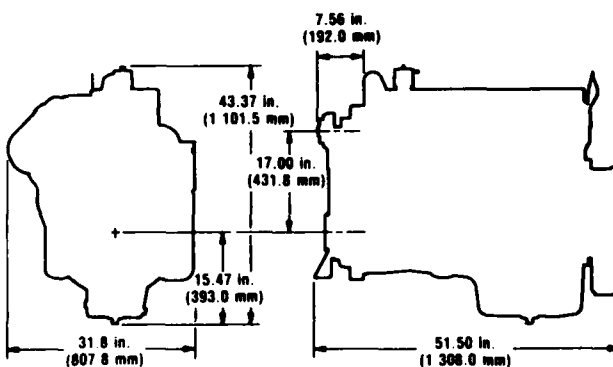 7.56 in.
(192.0 mm)
43.37 in.
(1 101.5 mm)
17.00 in.
(431.8 mm)
15.47 in.
(393.0 mm)
31.8 in.
(807 8 mm)
51.50 in.
(1 308.0 mm)